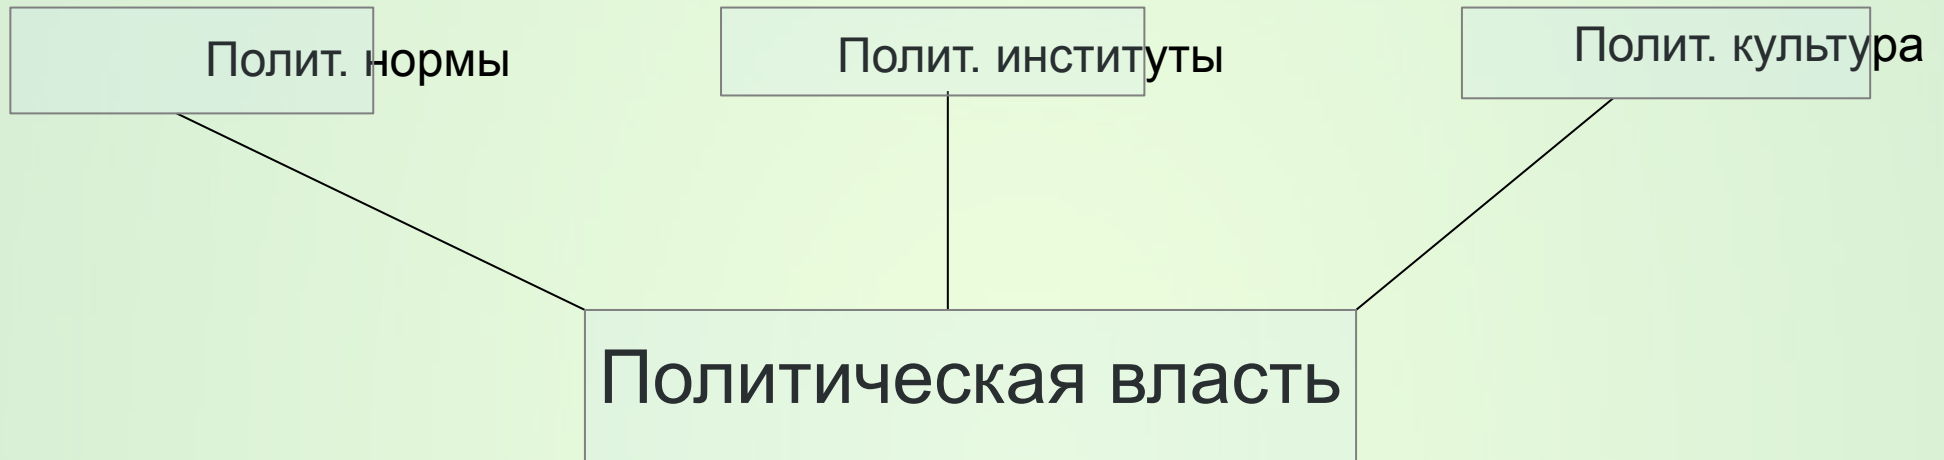 Полит. нормы
Полит. институты
Полит. культура
Политическая власть